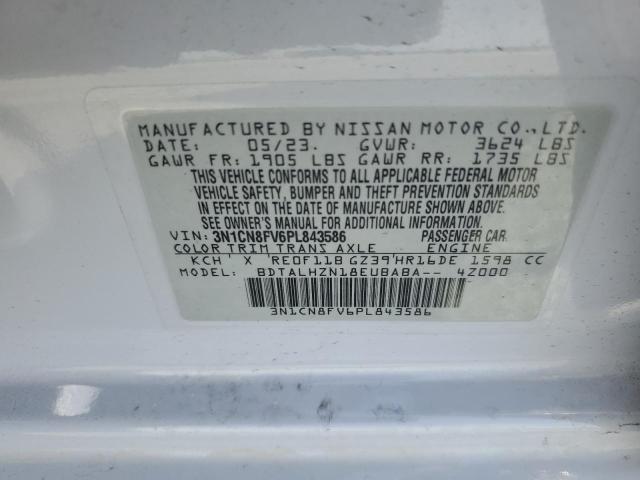 MANUFACTURED BY NISSAN MOTOR CO.,LTD.
DATE: 05/23. GVWR: 3624 LBS
GAWR FR: 1905 LBS GAWR RR: 1735 LBS
THIS VEHICLE CONFORMS TO ALL APPLICABLE FEDERAL MOTOR
VEHICLE SAFETY, BUMPER AND THEFT PREVENTION STANDARDS
IN EFFECT ON THE DATE OF MANUFACTURE SHOWN ABOVE.
SEE OWNER'S MANUAL FOR ADDITIONAL INFORMATION
VIN: 3N1CN8FV6PL843586 PASSENGER CAR
COLOR TRIM TRANS AXLE ENGINE
KCH' X 'RE0F11B GZ39'HR16DE 1598 CC
MODEL: BDTALHZN18EUBABA-- 4Z000
3N1CN8FV6PL843586